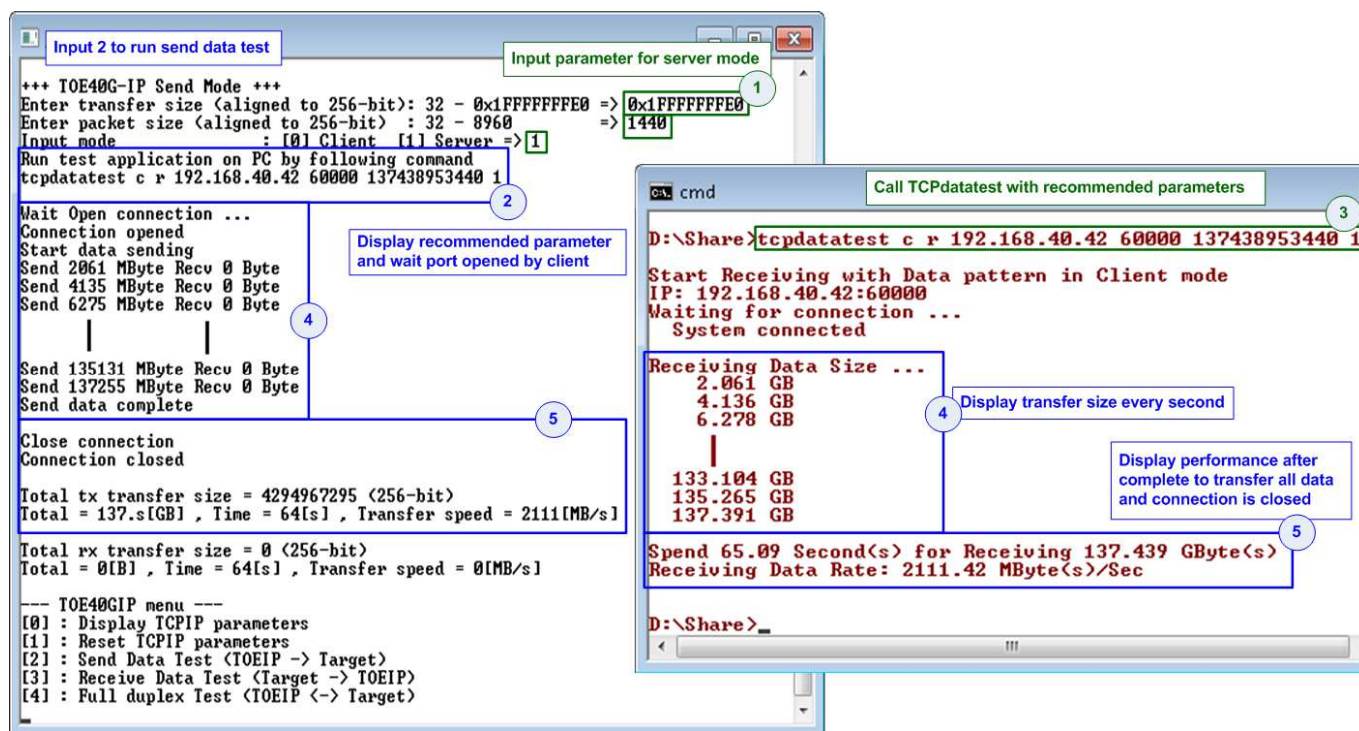 Input 2 to run send data test
Input parameter for server mode
1
+++ TOE40G-IP Send Mode +++
Enter transfer size (aligned to 256-bit): 32 - 0x1FFFFFFFE0 => 0x1FFFFFFFE0
Enter packet size (aligned to 256-bit) : 32 - 8960 => 1440
Input mode : [0] Client [1] Server => 1
Run test application on PC by following command
tcpdatatest c r 192.168.40.42 60000 137438953440 1
2
Wait Open connection ...
Connection opened
Start data sending
Send 2061 MByte Recv 0 Byte
Send 4135 MByte Recv 0 Byte
Send 6275 MByte Recv 0 Byte
Display recommended parameter
and wait port opened by client
4
Send 135131 MByte Recv 0 Byte
Send 137255 MByte Recv 0 Byte
Send data complete
5
Close connection
Connection closed
Total tx transfer size = 4294967295 (256-bit)
Total = 137.s[GB] , Time = 64[s] , Transfer speed = 2111[MB/s]
Total rx transfer size = 0 (256-bit)
Total = 0[B] , Time = 64[s] , Transfer speed = 0[MB/s]
--- TOE40GIP menu ---
[0] : Display TCPIP parameters
[1] : Reset TCPIP parameters
[2] : Send Data Test (TOEIP -> Target)
[3] : Receive Data Test (Target -> TOEIP)
[4] : Full duplex Test (TOEIP <-> Target)
cmd
Call TCPdatatest with recommended parameters
3
D:\Share>tcpdatatest c r 192.168.40.42 60000 137438953440 1
Start Receiving with Data pattern in Client mode
IP: 192.168.40.42:60000
Waiting for connection ...
System connected
Receiving Data Size ...
2.061 GB
4.136 GB
6.278 GB
4
Display transfer size every second
133.104 GB
135.265 GB
137.391 GB
Display performance after
complete to transfer all data
and connection is closed
5
Spend 65.09 Second(s) for Receiving 137.439 GByte(s)
Receiving Data Rate: 2111.42 MByte(s)/Sec
D:\Share>_